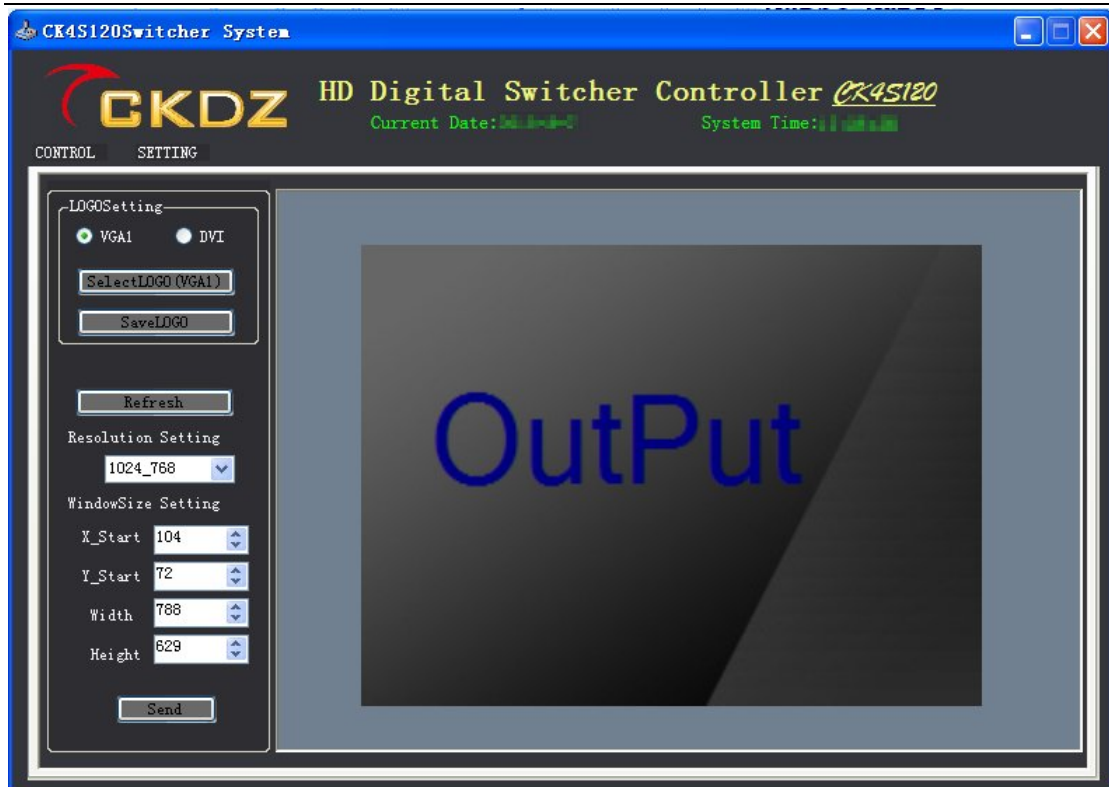 CK4S120Switcher System
CKDZ
HD Digital Switcher Controller CK4S120
Current Date: System Time:
CONTROL SETTING
LOGOSetting
VGA1 DVI
SelectLOGO(VGA1)
SaveLOGO
Refresh
Resolution Setting
1024_768
WindowSize Setting
X_Start 104
Y_Start 72
Width 788
Height 629
Send
OutPut